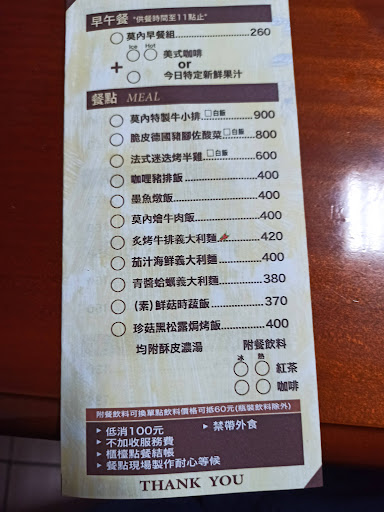 早午餐 "供餐時間至11點止"
莫內早餐組 260
Ice Hot
美式咖啡
+ or
今日特定新鮮果汁
餐點 MEAL
莫內特製牛小排 □白飯 900
脆皮德國豬腳佐酸菜 □白飯 800
法式迷迭烤半雞 □白飯 600
咖哩豬排飯 400
墨魚燉飯 400
莫內燴牛肉飯 400
炙烤牛排義大利麵 420
茄汁海鮮義大利麵 400
青醬蛤蠣義大利麵 380
(素)鮮菇時蔬飯 370
珍菇黑松露焗烤飯 400
均附酥皮濃湯 附餐飲料
冰 熱
紅茶
咖啡
附餐飲料可換單點飲料價格可抵60元(瓶裝飲料除外)
低消100元 禁帶外食
不加收服務費
櫃檯點餐結帳
餐點現場製作耐心等候
THANK YOU